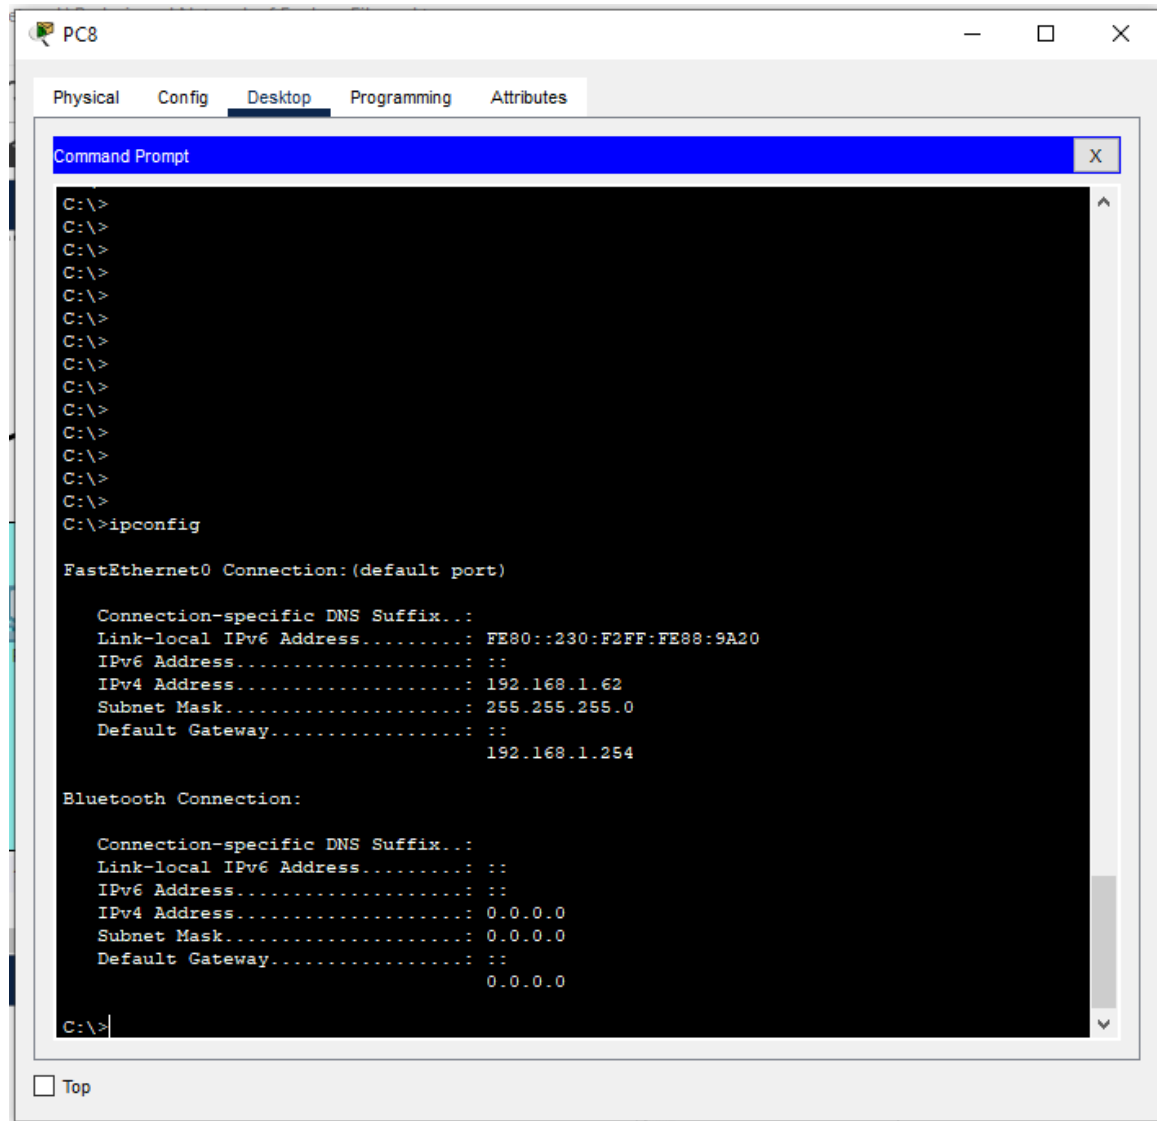 PC8
Physical Config Desktop Programming Attributes
Command Prompt X
C:\>
C:\>
C:\>
C:\>
C:\>
C:\>
C:\>
C:\>
C:\>
C:\>
C:\>
C:\>
C:\>
C:\>
C:\>ipconfig
FastEthernet0 Connection:(default port)
Connection-specific DNS Suffix..:
Link-local IPv6 Address.........: FE80::230:F2FF:FE88:9A20
IPv6 Address....................: ::
IPv4 Address....................: 192.168.1.62
Subnet Mask.....................: 255.255.255.0
Default Gateway.................: ::
192.168.1.254
Bluetooth Connection:
Connection-specific DNS Suffix..:
Link-local IPv6 Address.........: ::
IPv6 Address....................: ::
IPv4 Address....................: 0.0.0.0
Subnet Mask.....................: 0.0.0.0
Default Gateway.................: ::
0.0.0.0
C:\>
Top